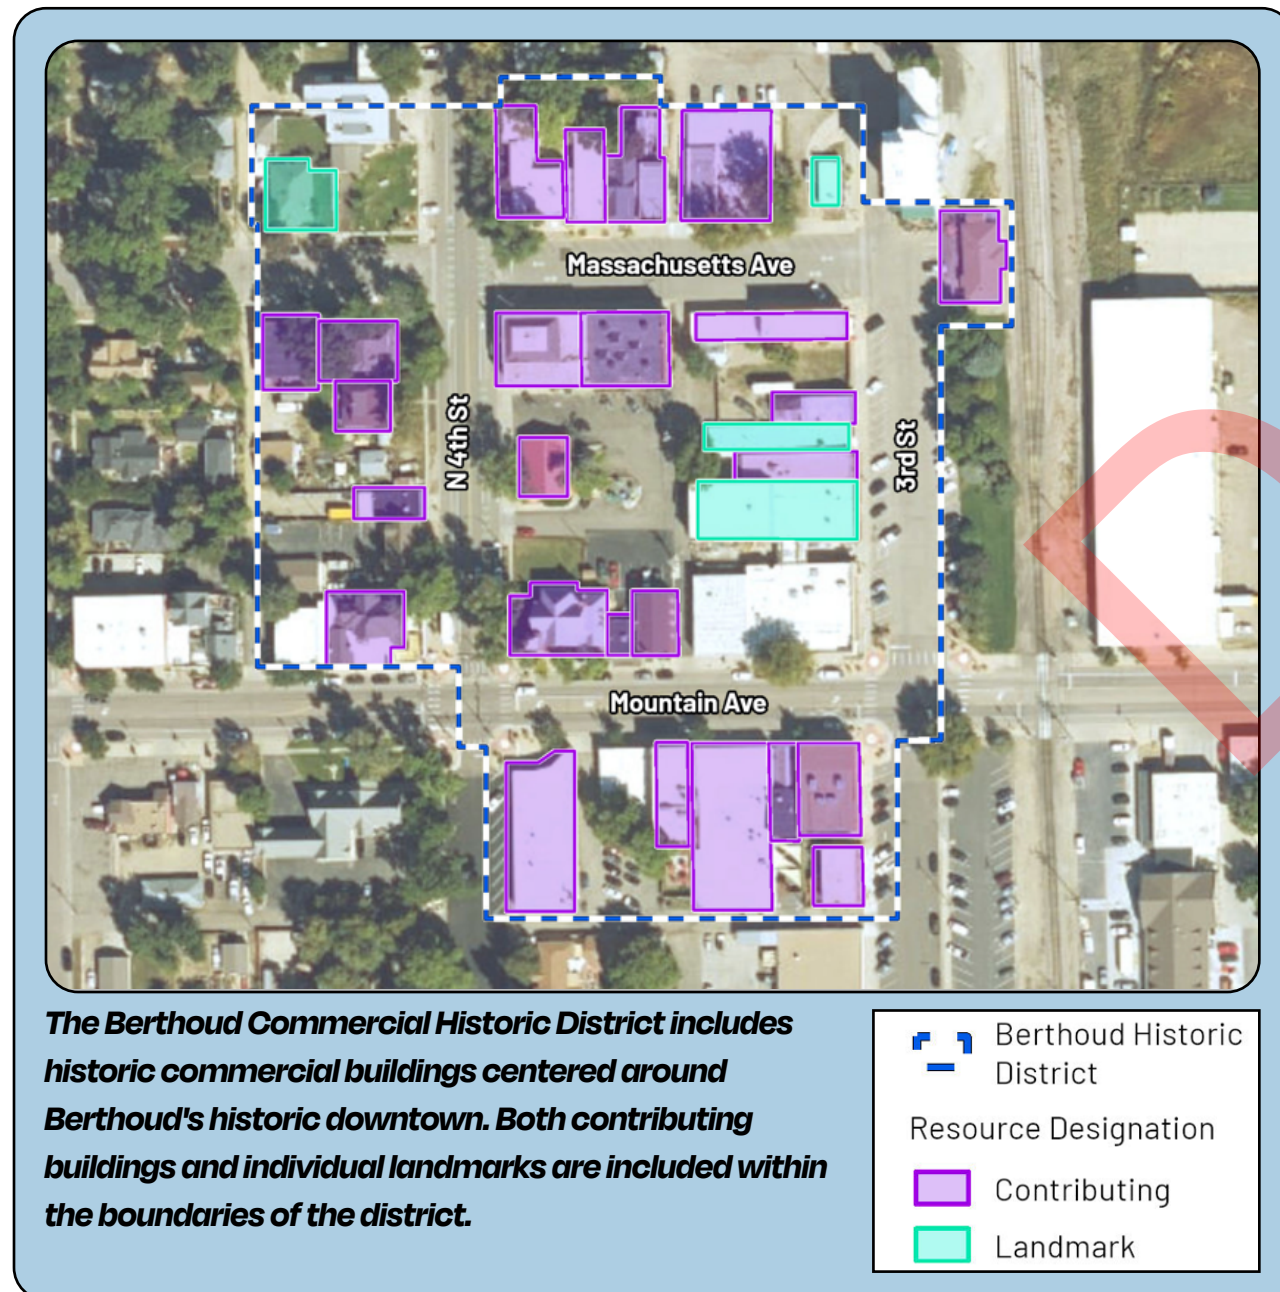 Massachusetts Ave
N 4th St
3rd St
Mountain Ave
The Berthoud Commercial Historic District includes
historic commercial buildings centered around
Berthoud's historic downtown. Both contributing
buildings and individual landmarks are included within
the boundaries of the district.
Berthoud Historic
District
Resource Designation
Contributing
Landmark